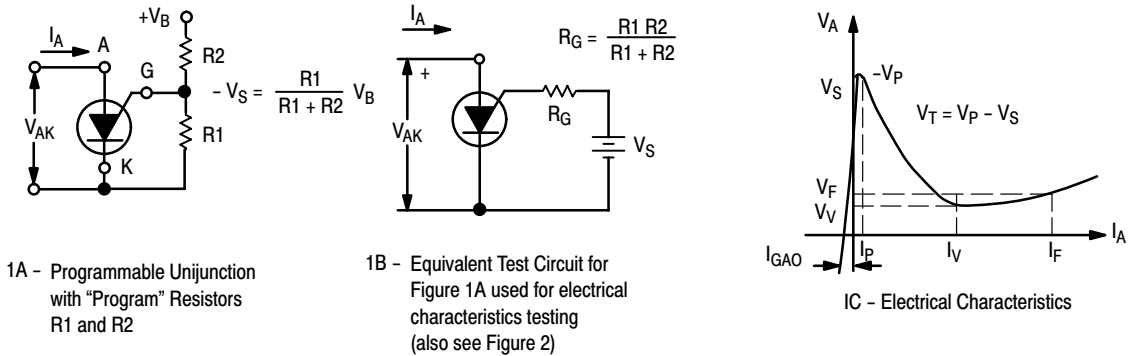 +V_B
I_A
A
R2
G
- V_S = R1 / R1 + R2 V_B
V_AK
R1
K
1A – Programmable Unijunction
with “Program” Resistors
R1 and R2
I_A
R_G = R1 R2 / R1 + R2
+
V_AK
R_G
V_S
1B – Equivalent Test Circuit for
Figure 1A used for electrical
characteristics testing
(also see Figure 2)
V_A
–V_P
V_S
V_T = V_P – V_S
V_F
V_V
I_A
I_GAO
I_P
I_V
I_F
IC – Electrical Characteristics